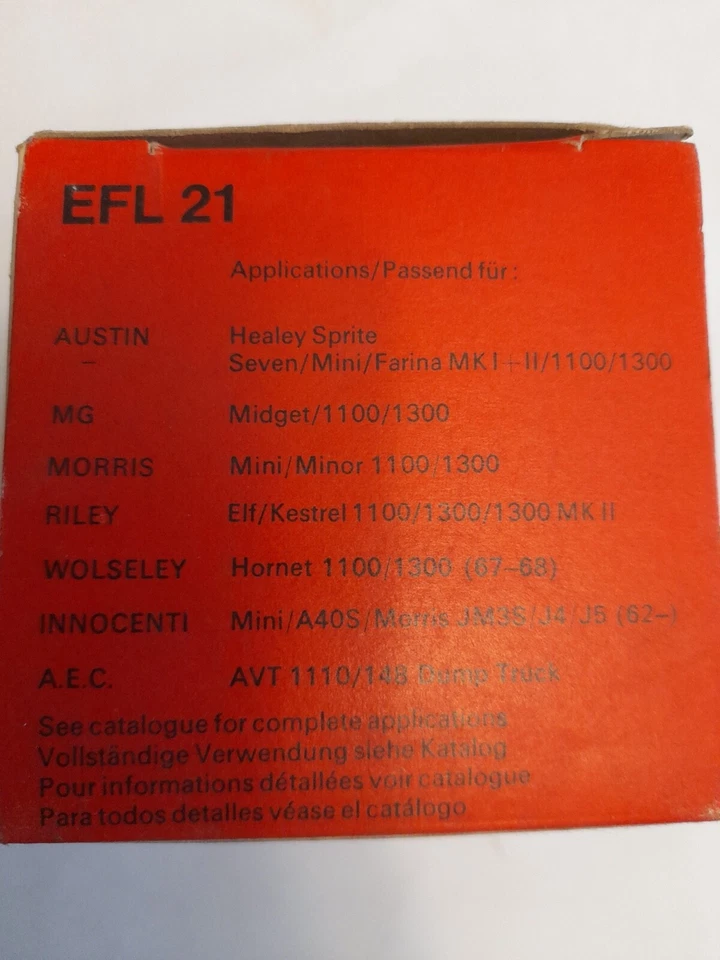 EFL 21
Applications/Passend für:
AUSTIN Healey Sprite
– Seven/Mini/Farina MK I+II/1100/1300
MG Midget/1100/1300
MORRIS Mini/Minor 1100/1300
RILEY Elf/Kestrel 1100/1300/1300 MK II
WOLSELEY Hornet 1100/1300 (67–68)
INNOCENTI Mini/A40S/Morris JM3S/J4/J5 (62–)
A.E.C. AVT 1110/148 Dump Truck
See catalogue for complete applications
Vollständige Verwendung siehe Katalog
Pour informations détallées voir catalogue
Para todos detalles véase el catálogo